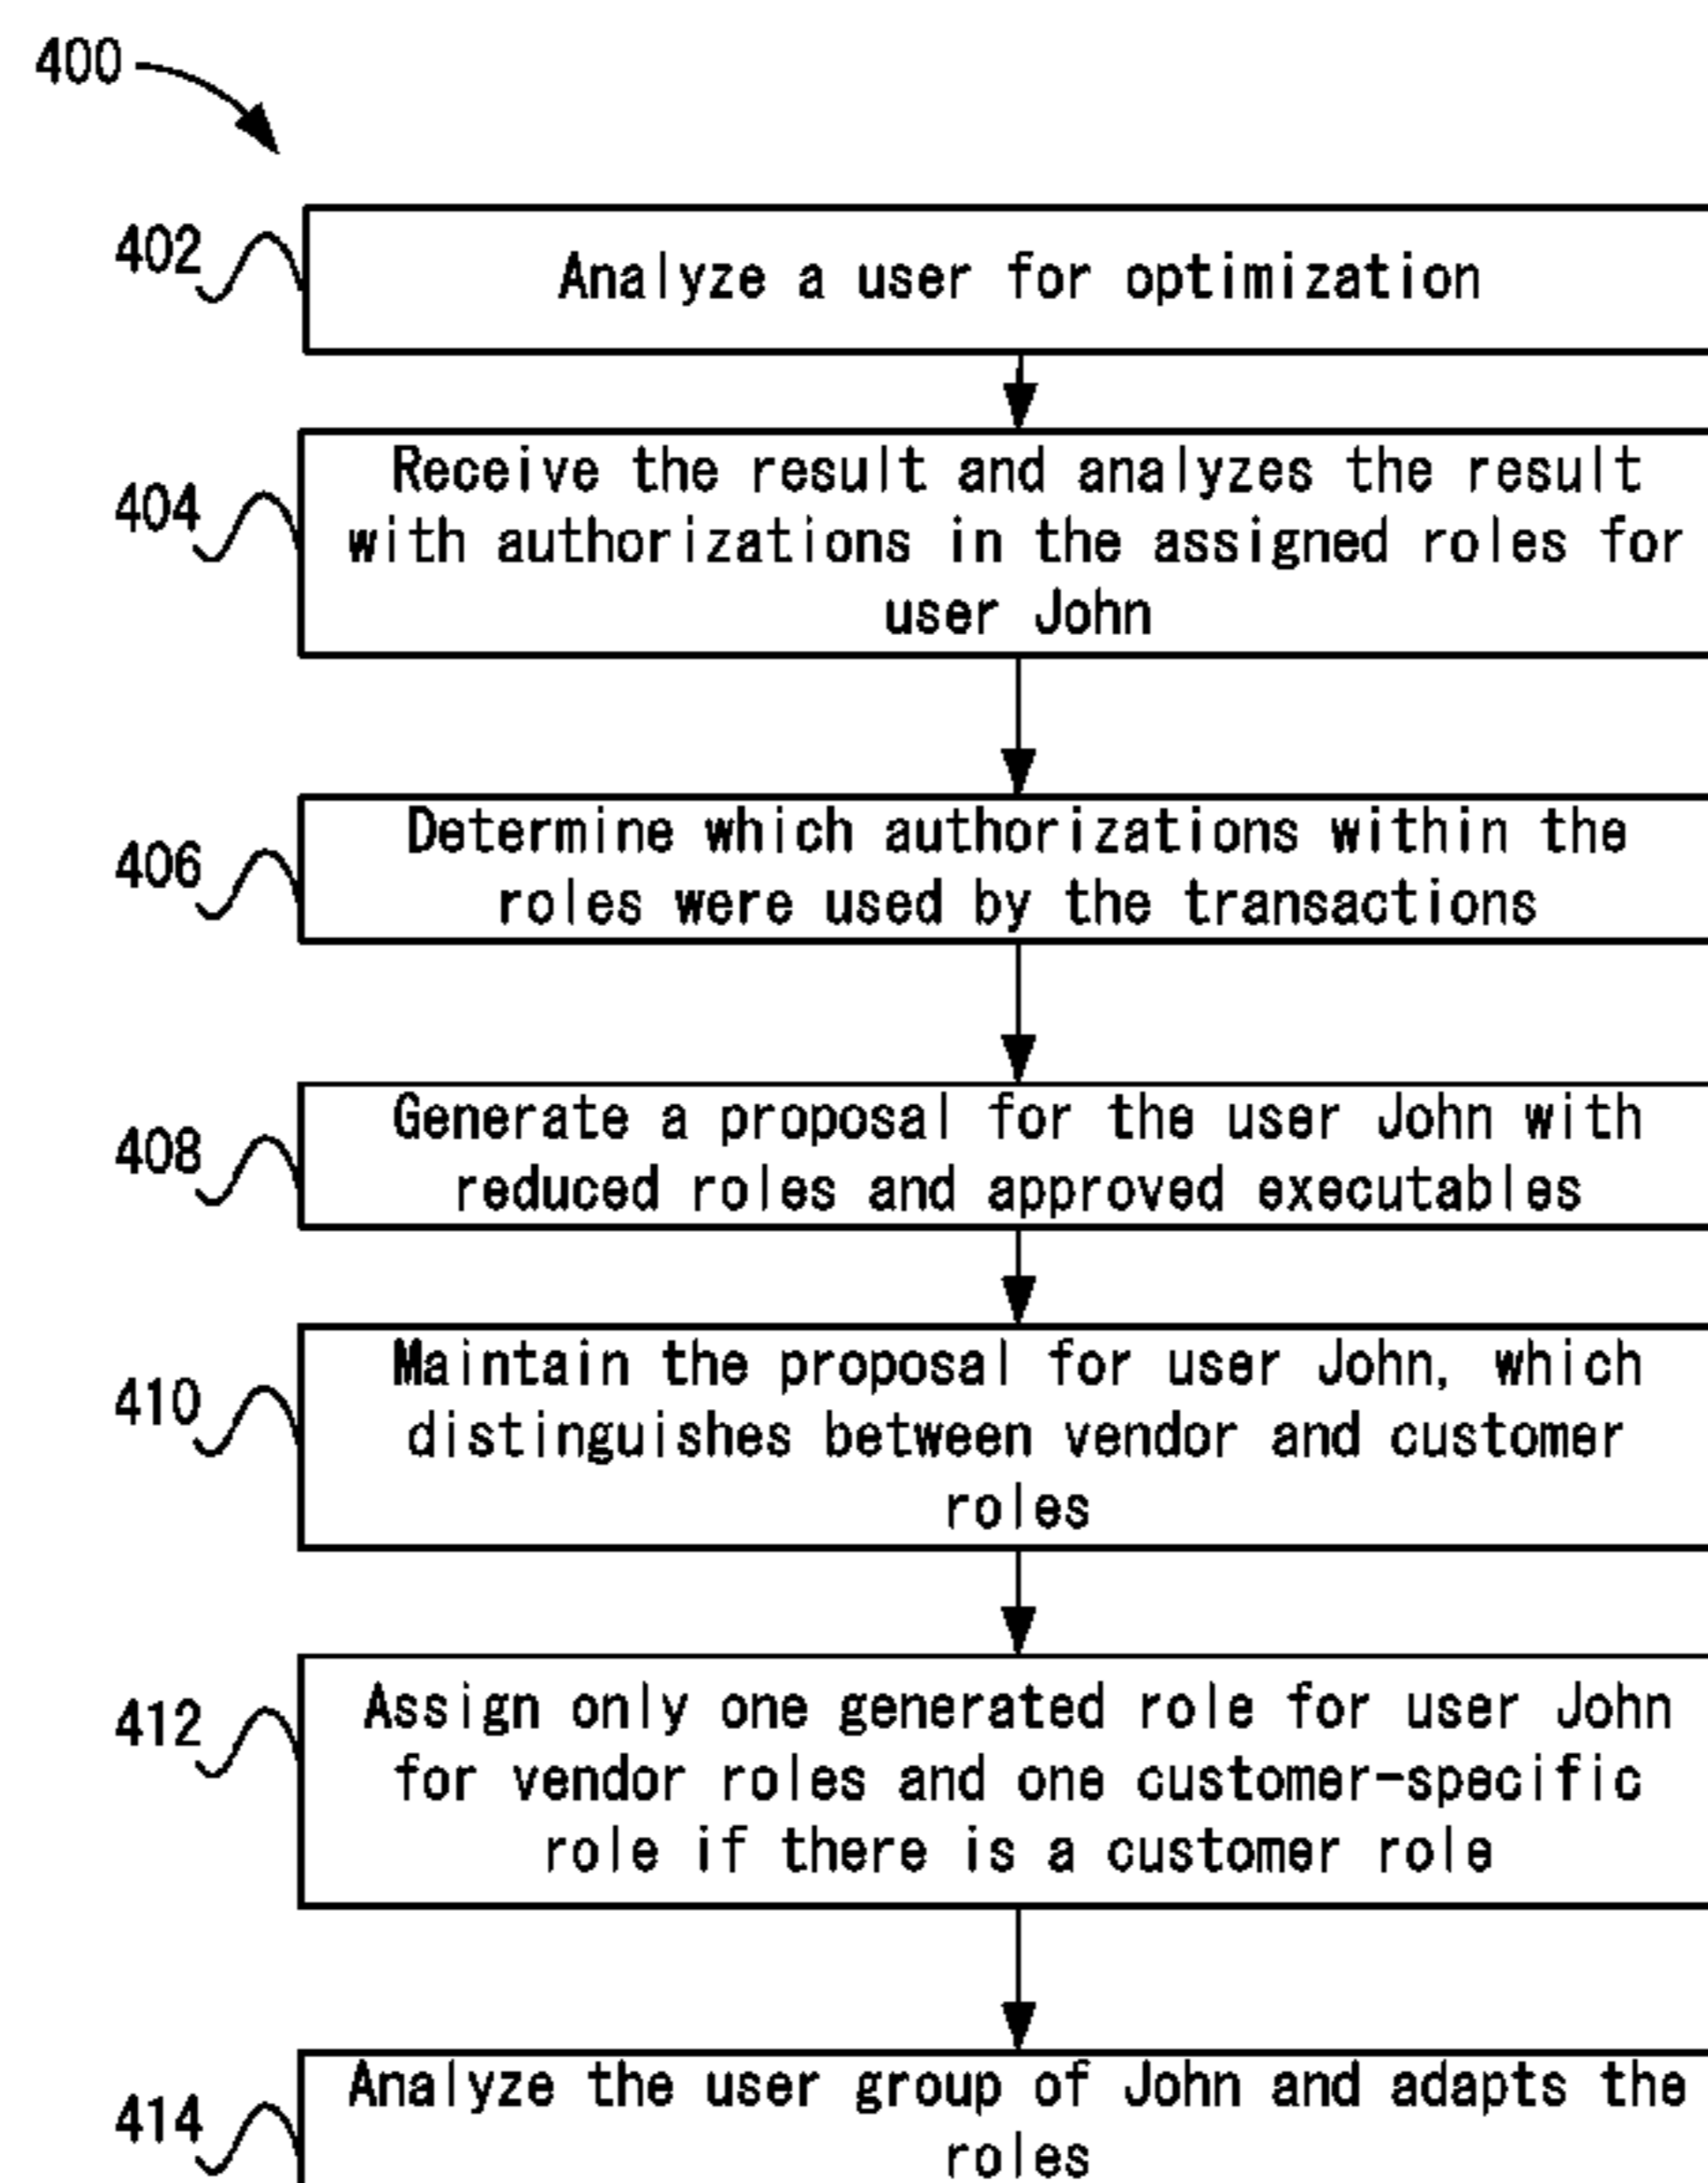 400
402
Analyze a user for optimization
404
Receive the result and analyzes the result
with authorizations in the assigned roles for
user John
406
Determine which authorizations within the
roles were used by the transactions
408
Generate a proposal for the user John with
reduced roles and approved executables
410
Maintain the proposal for user John, which
distinguishes between vendor and customer
roles
412
Assign only one generated role for user John
for vendor roles and one customer-specific
role if there is a customer role
414
Analyze the user group of John and adapts the
roles